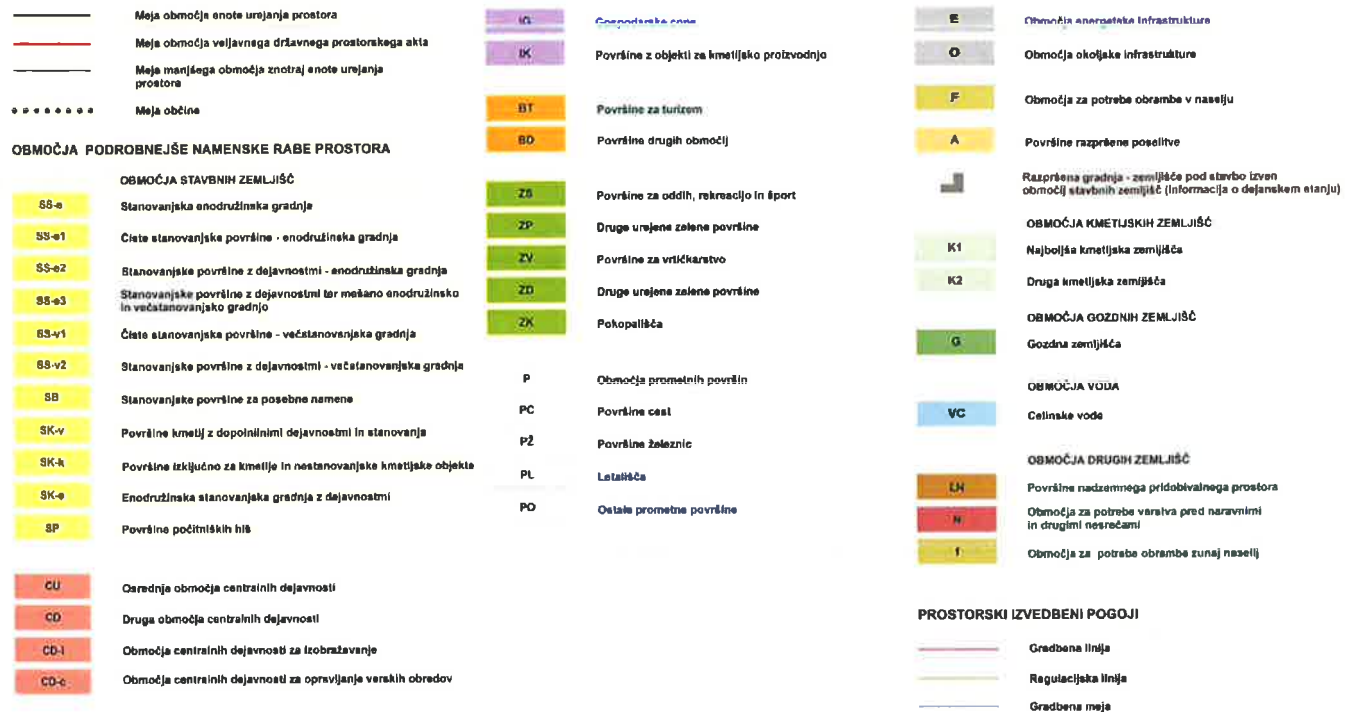 Meja območja enote urejanja prostora
Meja območja veljavnega državnega prostorskega akta
Meja manjšega območja znotraj enote urejanja
prostora
Meja občine
OBMOČJA PODROBNEJŠE NAMENSKE RABE PROSTORA
OBMOČJA STAVBNIH ZEMLJIŠČ
SS-e Stanovanjska enodružinska gradnja
SS-e1 Čiste stanovanjske površine - enodružinska gradnja
SS-e2 Stanovanjske površine z dejavnostmi - enodružinska gradnja
SS-e3 Stanovanjske površine z dejavnostmi ter mešano enodružinsko
in večstanovanjsko gradnjo
SS-v1 Čiste stanovanjske površine - večstanovanjska gradnja
SS-v2 Stanovanjske površine z dejavnostmi - večstanovanjska gradnja
SB Stanovanjske površine za posebne namene
SK-v Površine kmetij z dopolnilnimi dejavnostmi in stanovanja
SK-k Površine izključno za kmetije in nestanovanjske kmetijske objekte
SK-e Enodružinska stanovanjska gradnja z dejavnostmi
SP Površine počitniških hiš
CU Osrednja območja centralnih dejavnosti
CD Druga območja centralnih dejavnosti
CD-i Območja centralnih dejavnosti za izobraževanje
CD-c Območja centralnih dejavnosti za opravljanje verskih obredov
IG Gospodarske cone
IK Površine z objekti za kmetijsko proizvodnjo
BT Površine za turizem
BD Površine drugih območij
ZS Površine za oddih, rekreacijo in šport
ZP Druge urejene zelene površine
ZV Površine za vrtičkarstvo
ZD Druge urejene zelene površine
ZK Pokopališča
P Območja prometnih površin
PC Površine cest
PŽ Površine železnic
PL Letališča
PO Ostale prometne površine
E Območja energetske infrastrukture
O Območja okoljske infrastrukture
F Območja za potrebe obrambe v naselju
A Površine razpršene poselitve
Razpršena gradnja - zemljišče pod stavbo izven
območij stavbnih zemljišč (informacija o dejanskem stanju)
OBMOČJA KMETIJSKIH ZEMLJIŠČ
K1 Najboljša kmetijska zemljišča
K2 Druga kmetijska zemljišča
OBMOČJA GOZDNIH ZEMLJIŠČ
G Gozdna zemljišča
OBMOČJA VODA
VC Celinske vode
OBMOČJA DRUGIH ZEMLJIŠČ
LN Površine nadzemnega pridobivalnega prostora
N Območja za potrebe varstva pred naravnimi
in drugimi nesrečami
f Območja za potrebe obrambe zunaj naselij
PROSTORSKI IZVEDBENI POGOJI
Gradbena linija
Regulacijska linija
Gradbena meja